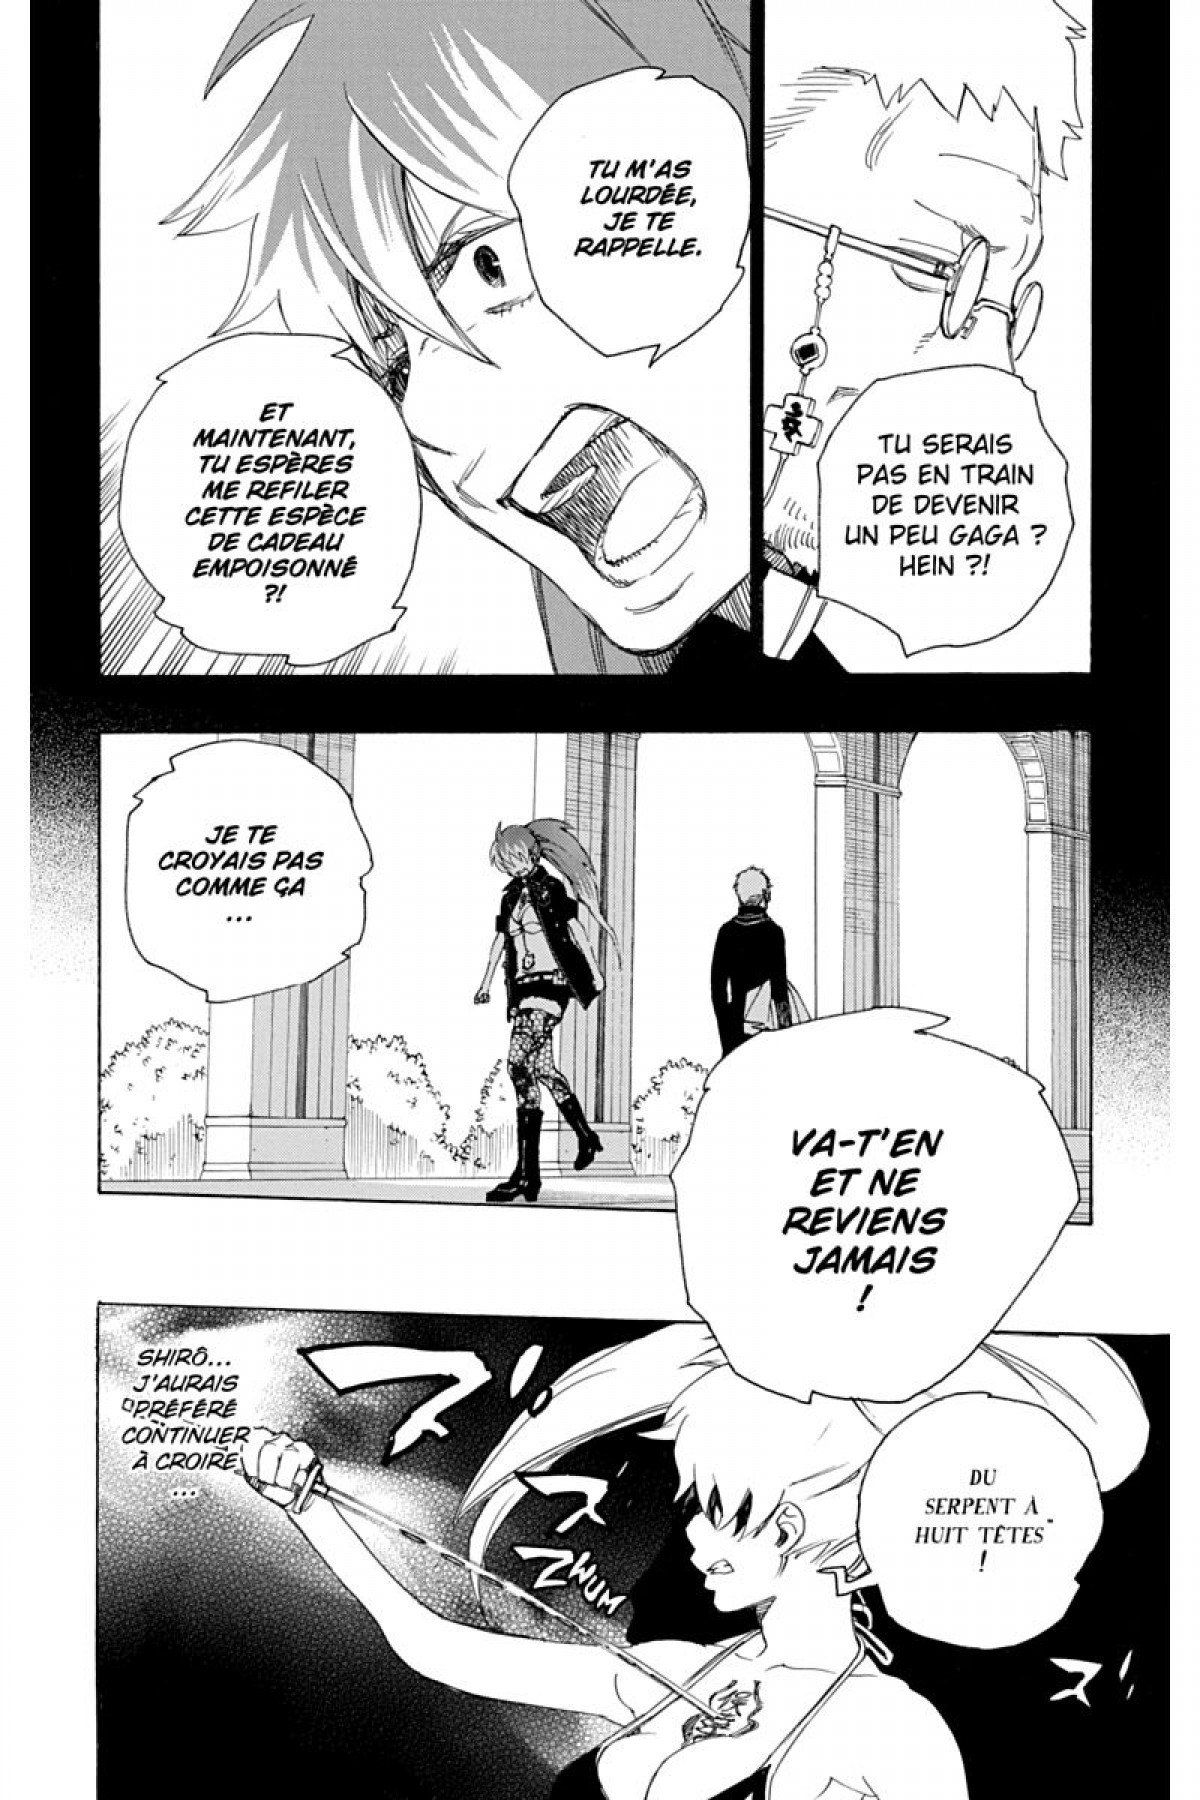 TU SERAIS
PAS EN TRAIN
DE DEVENIR
UN PEU GAGA ?
HEIN ?!
TU M'AS
LOURDÉE,
JE TE
RAPPELLE.
ET
MAINTENANT,
TU ESPÈRES
ME REFILER
CETTE ESPÈCE
DE CADEAU
EMPOISONNÉ
?!
JE TE
CROYAIS PAS
COMME ÇA
...
VA-T'EN
ET NE
REVIENS
JAMAIS
!
DU
SERPENT À
HUIT TÊTES"
!
SHIRÔ...
J'AURAIS
PRÉFÉRÉ
CONTINUER
À CROIRE
...
ズ
ZWUM
ズ